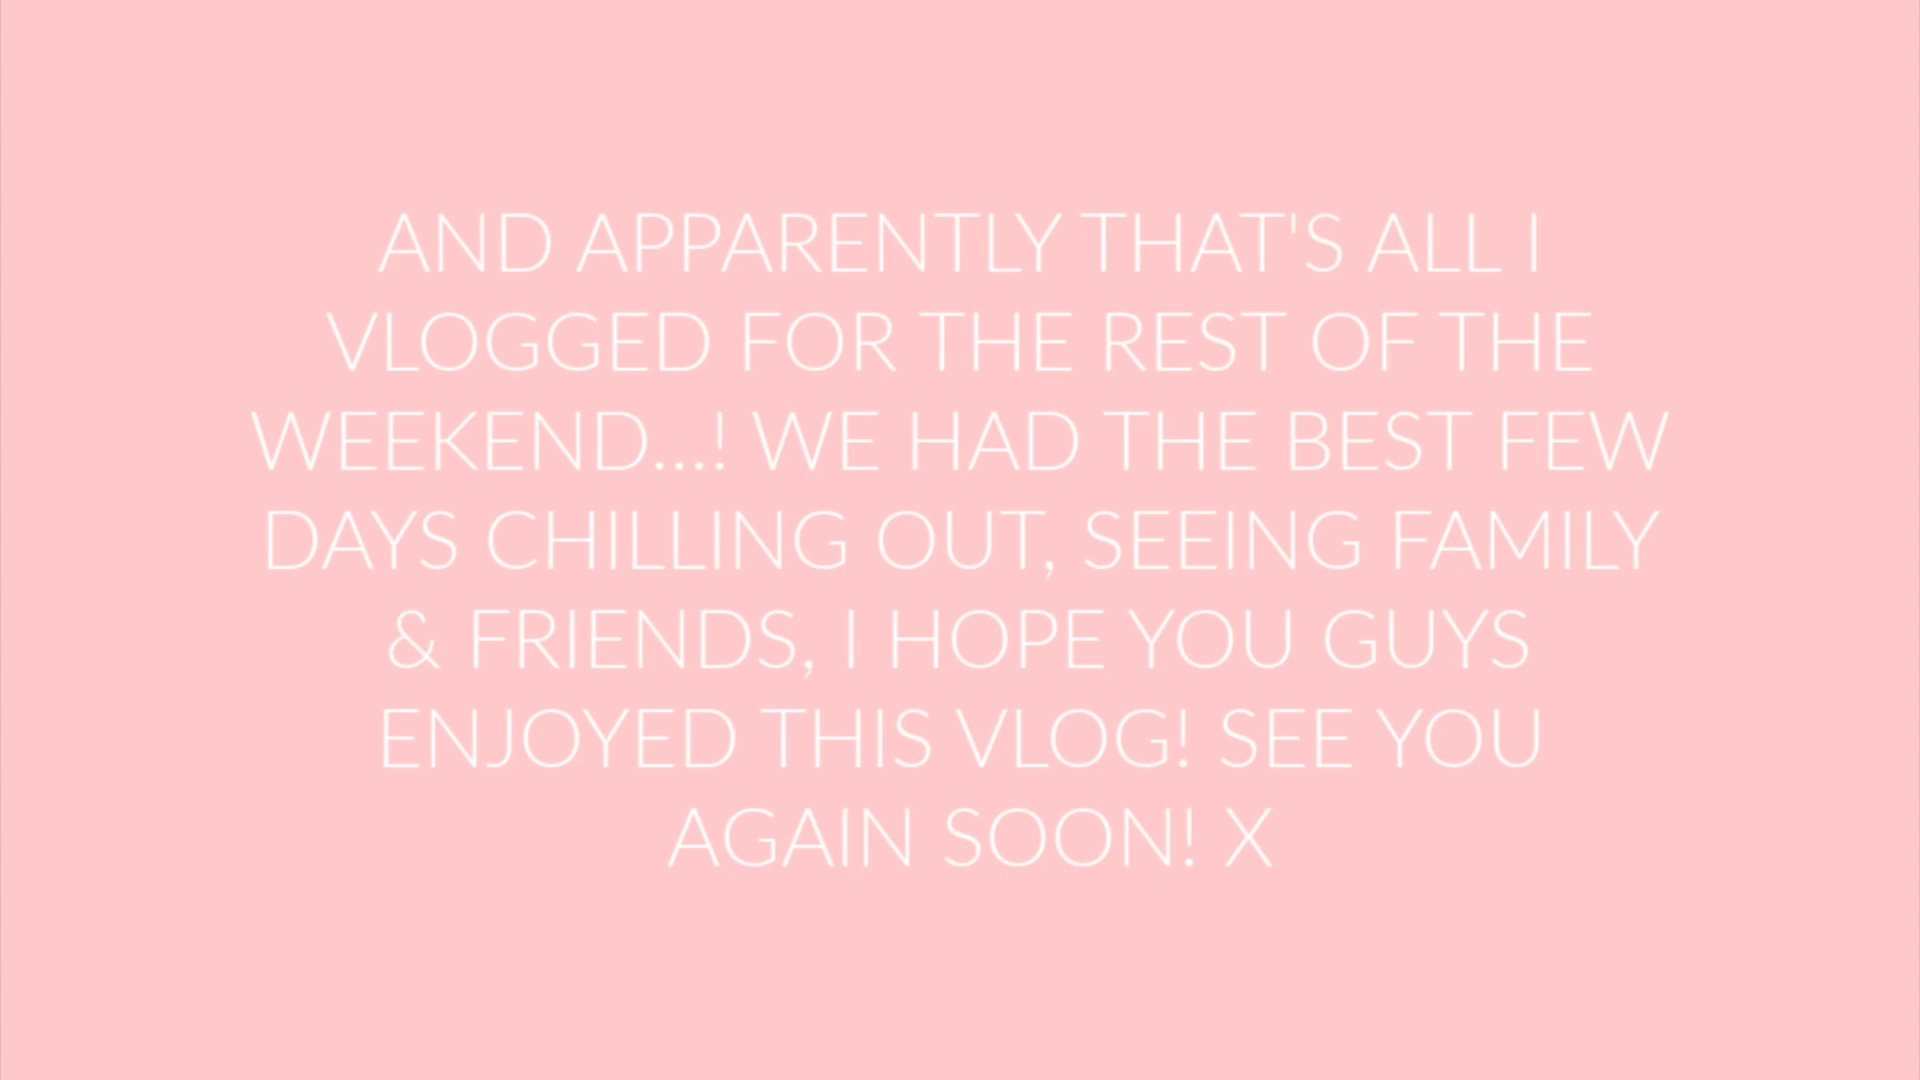 AND APPARENTLY THAT'S ALL I
VLOGGED FOR THE REST OF THE
WEEKEND...! WE HAD THE BEST FEW
DAYS CHILLING OUT, SEEING FAMILY
& FRIENDS, I HOPE YOU GUYS
ENJOYED THIS VLOG! SEE YOU
AGAIN SOON! X